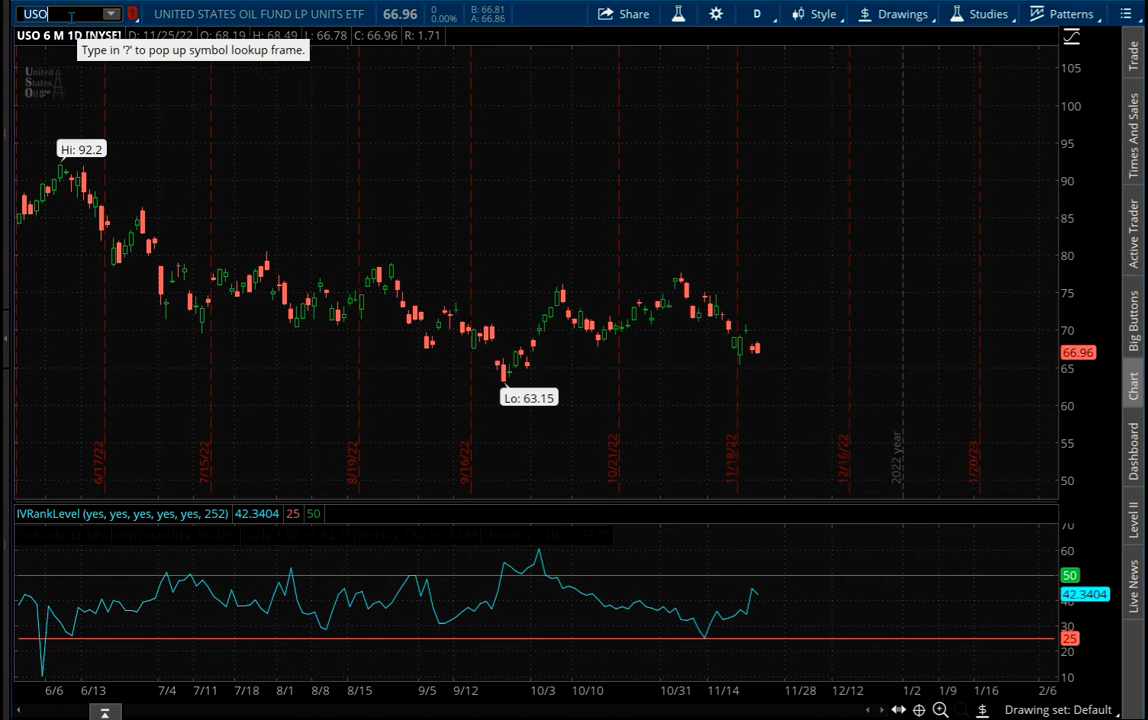 USO UNITED STATES OIL FUND LP UNITS ETF 66.96 0 B: 66.81 Share D Style Drawings Studies Patterns
0.00% A: 66.86
USO 6 M 1D [NYSE] D: 11/25/22 O: 68.19 H: 68.49 L: 66.78 C: 66.96 R: 1.71
Type in '?' to pop up symbol lookup frame.
United
States
Oil
Hi: 92.2
Lo: 63.15
105
100
95
90
85
80
75
70
66.96
65
60
55
50
6/17/22 7/15/22 8/19/22 9/16/22 10/21/22 11/18/22 12/16/22 2022 year 1/20/23
IVRankLevel (yes, yes, yes, yes, yes, 252) 42.3404 25 50
70
60
50
42.3404
40
30
25
20
10
6/6 6/13 7/4 7/11 7/18 8/1 8/8 8/15 9/5 9/12 10/3 10/10 10/31 11/14 11/28 12/12 1/2 1/9 1/16 2/6
Drawing set: Default
Trade
Times And Sales
Active Trader
Big Buttons
Chart
Dashboard
Level II
Live News